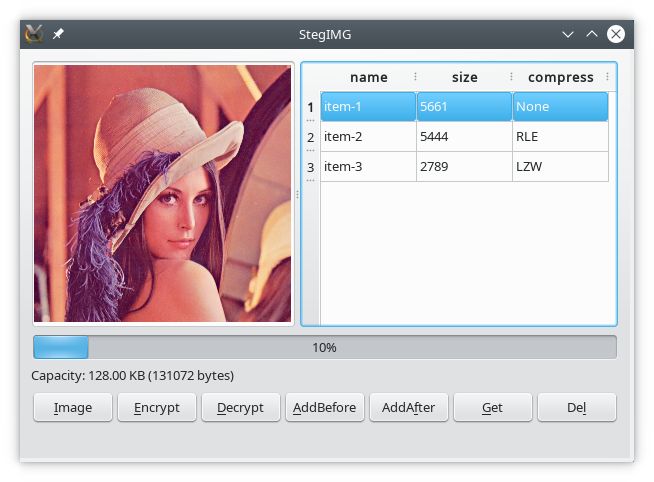 StegIMG
name size compress
1 item-1 5661 None
2 item-2 5444 RLE
3 item-3 2789 LZW
10%
Capacity: 128.00 KB (131072 bytes)
Image Encrypt Decrypt AddBefore AddAfter Get Del